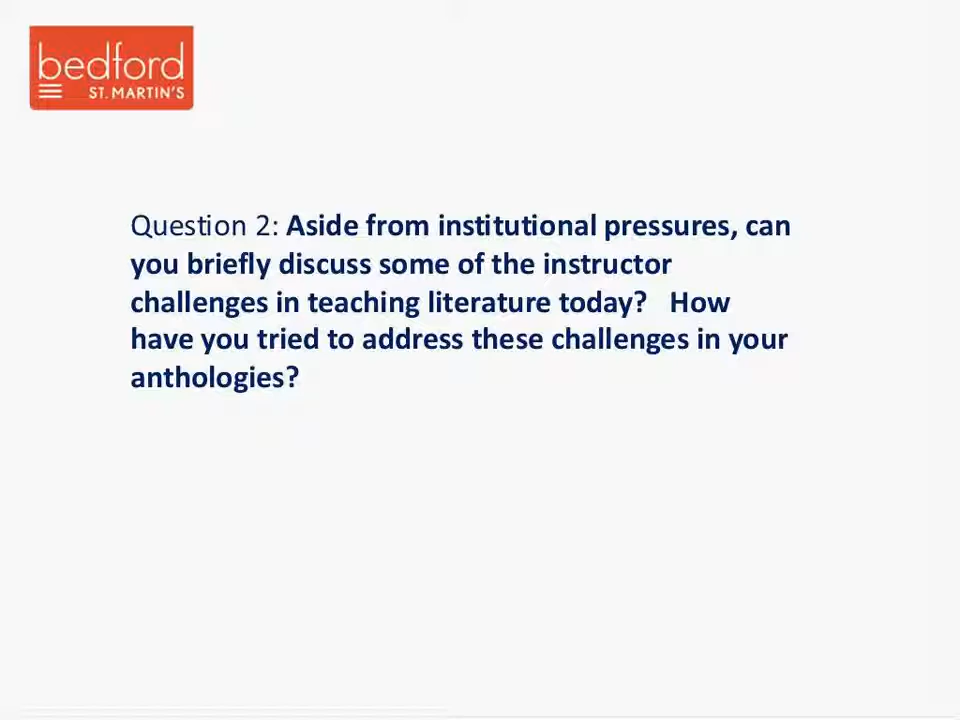 bedford
ST. MARTIN'S
Question 2: Aside from institutional pressures, can
you briefly discuss some of the instructor
challenges in teaching literature today?   How
have you tried to address these challenges in your
anthologies?